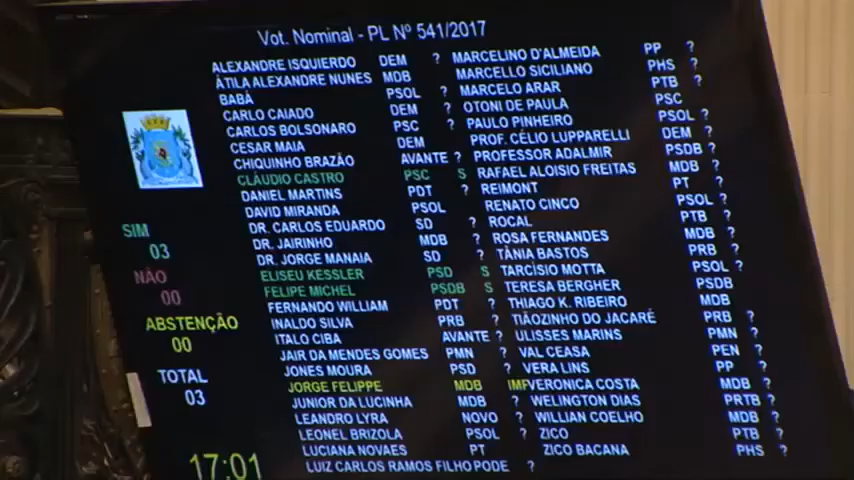 Vot. Nominal - PL Nº 541/2017
ALEXANDRE ISQUIERDO DEM ? MARCELINO D'ALMEIDA PP ?
ÁTILA ALEXANDRE NUNES MDB MARCELLO SICILIANO PHS ?
BABÁ PSOL ? MARCELO ARAR PTB ?
CARLO CAIADO DEM ? OTONI DE PAULA PSC
CARLOS BOLSONARO PSC ? PAULO PINHEIRO PSOL ?
CESAR MAIA DEM PROF. CÉLIO LUPPARELLI DEM ?
CHIQUINHO BRAZÃO AVANTE ? PROFESSOR ADALMIR PSDB ?
CLÁUDIO CASTRO PSC S RAFAEL ALOISIO FREITAS MDB ?
DANIEL MARTINS PDT ? REIMONT PT ?
DAVID MIRANDA PSOL RENATO CINCO PSOL ?
DR. CARLOS EDUARDO SD ? ROCAL PTB ?
DR. JAIRINHO MDB ? ROSA FERNANDES MDB ?
DR. JORGE MANAIA SD ? TÂNIA BASTOS PRB ?
ELISEU KESSLER PSD S TARCÍSIO MOTTA PSOL ?
FELIPE MICHEL PSDB S TERESA BERGHER PSDB
FERNANDO WILLIAM PDT ? THIAGO K. RIBEIRO MDB
INALDO SILVA PRB ? TIÃOZINHO DO JACARÉ PRB ?
ITALO CIBA AVANTE ? ULISSES MARINS PMN ?
JAIR DA MENDES GOMES PMN ? VAL CEASA PEN ?
JONES MOURA PSD ? VERA LINS PP ?
JORGE FELIPPE MDB IMP VERONICA COSTA MDB ?
JUNIOR DA LUCINHA MDB ? WELINGTON DIAS PRTB ?
LEANDRO LYRA NOVO ? WILLIAN COELHO MDB ?
LEONEL BRIZOLA PSOL ? ZICO PTB ?
LUCIANA NOVAES PT ZICO BACANA PHS ?
LUIZ CARLOS RAMOS FILHO PODE ?
SIM
03
NÃO
00
ABSTENÇÃO
00
TOTAL
03
17:01